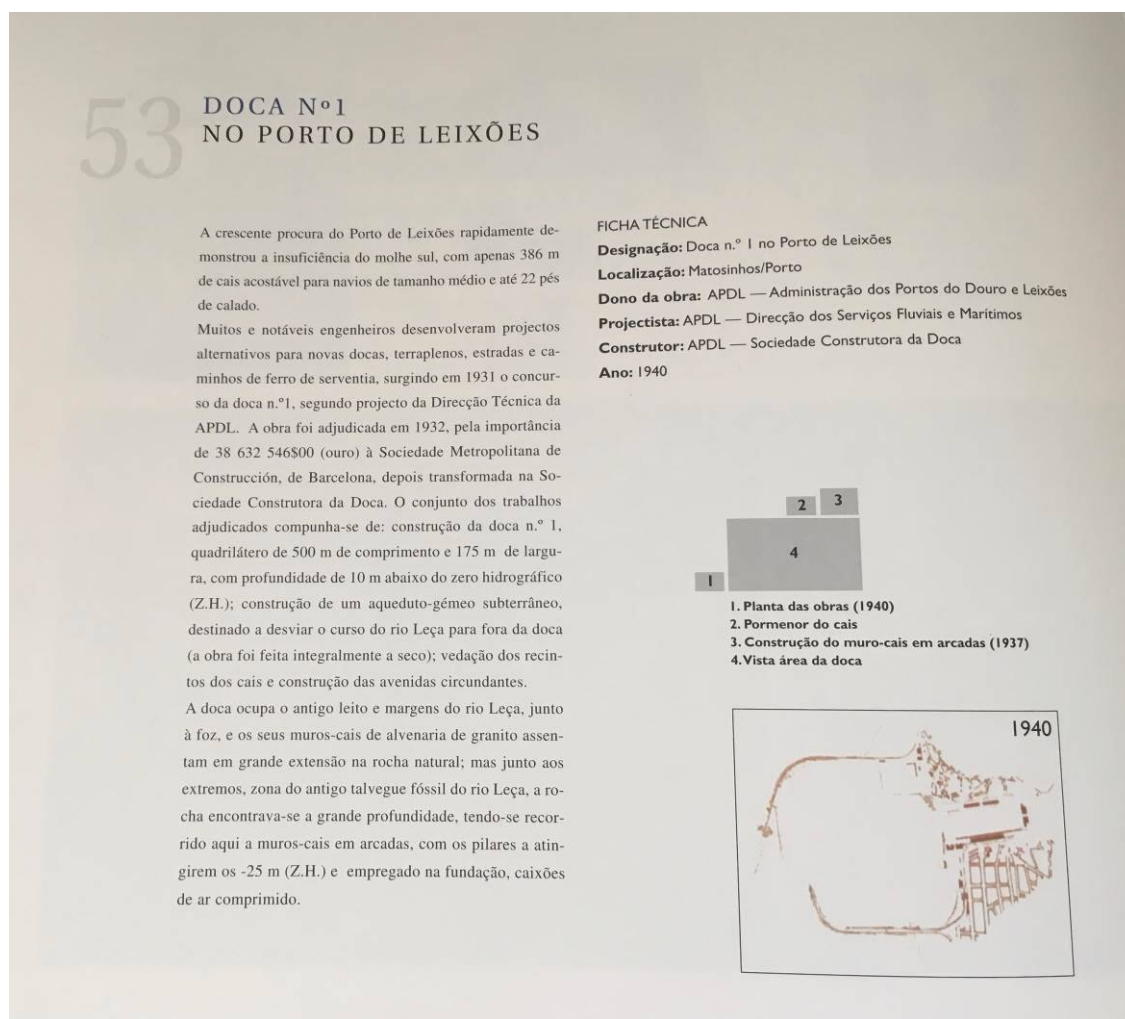 53
DOCA Nº1
NO PORTO DE LEIXÕES
A crescente procura do Porto de Leixões rapidamente de-
monstrou a insuficiência do molhe sul, com apenas 386 m
de cais acostável para navios de tamanho médio e até 22 pés
de calado.
Muitos e notáveis engenheiros desenvolveram projectos
alternativos para novas docas, terraplenos, estradas e ca-
minhos de ferro de serventia, surgindo em 1931 o concur-
so da doca n.º1, segundo projecto da Direcção Técnica da
APDL. A obra foi adjudicada em 1932, pela importância
de 38 632 546$00 (ouro) à Sociedade Metropolitana de
Construcción, de Barcelona, depois transformada na So-
ciedade Construtora da Doca. O conjunto dos trabalhos
adjudicados compunha-se de: construção da doca n.º 1,
quadrilátero de 500 m de comprimento e 175 m de largu-
ra, com profundidade de 10 m abaixo do zero hidrográfico
(Z.H.); construção de um aqueduto-gémeo subterrâneo,
destinado a desviar o curso do rio Leça para fora da doca
(a obra foi feita integralmente a seco); vedação dos recin-
tos dos cais e construção das avenidas circundantes.
A doca ocupa o antigo leito e margens do rio Leça, junto
à foz, e os seus muros-cais de alvenaria de granito assen-
tam em grande extensão na rocha natural; mas junto aos
extremos, zona do antigo talvegue fóssil do rio Leça, a ro-
cha encontrava-se a grande profundidade, tendo-se recor-
rido aqui a muros-cais em arcadas, com os pilares a atin-
girem os -25 m (Z.H.) e empregado na fundação, caixões
de ar comprimido.
FICHA TÉCNICA
Designação: Doca n.º 1 no Porto de Leixões
Localização: Matosinhos/Porto
Dono da obra: APDL — Administração dos Portos do Douro e Leixões
Projectista: APDL — Direcção dos Serviços Fluviais e Marítimos
Construtor: APDL — Sociedade Construtora da Doca
Ano: 1940
2
3
4
1
1. Planta das obras (1940)
2. Pormenor do cais
3. Construção do muro-cais em arcadas (1937)
4. Vista área da doca
1940